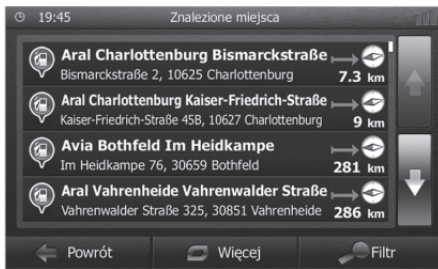 19:45 Znalezione miejsca
Aral Charlottenburg Bismarckstraße
Bismarckstraße 2, 10625 Charlottenburg 7.3 km
Aral Charlottenburg Kaiser-Friedrich-Straße
Kaiser-Friedrich-Straße 45B, 10627 Charlottenburg 9 km
Avia Bothfeld Im Heidkampe
Im Heidkampe 76, 30659 Bothfeld 281 km
Aral Vahrenheide Vahrenwalder Straße
Vahrenwalder Straße 325, 30851 Vahrenheide 286 km
Powrót Więcej Filtr